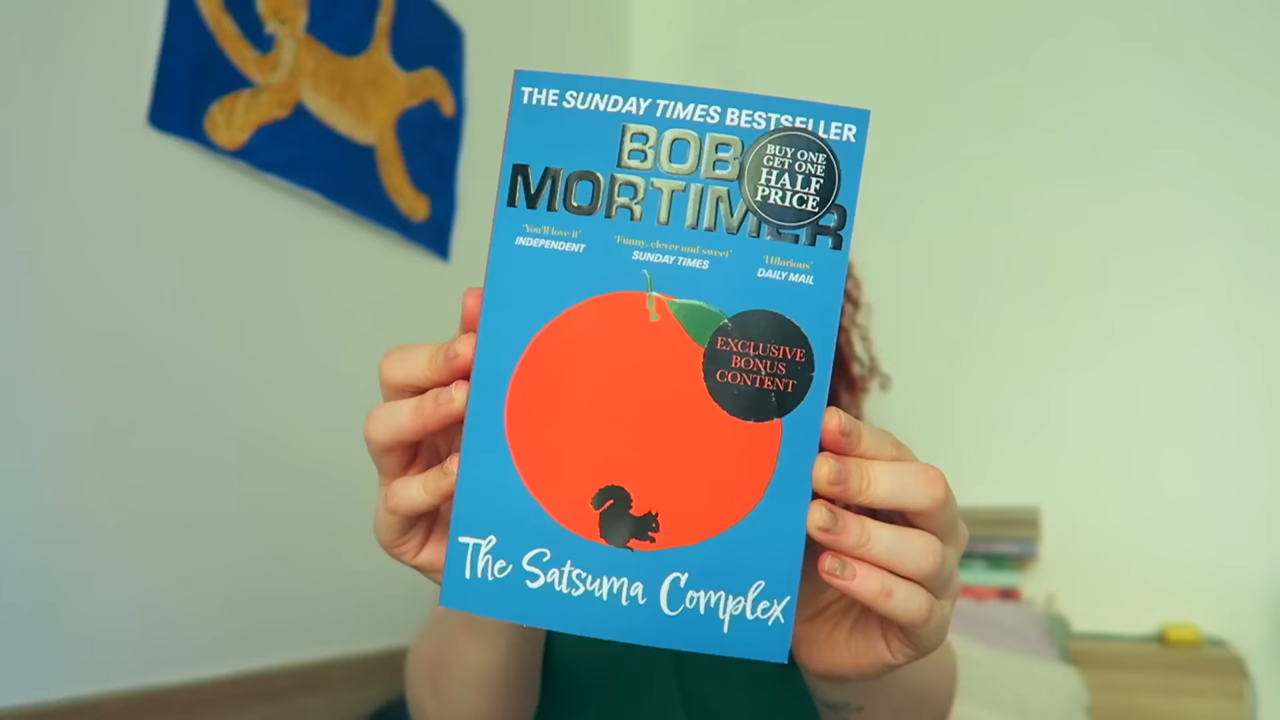 THE SUNDAY TIMES BESTSELLER
BOB
MORTIMER
BUY ONE
GET ONE
HALF
PRICE
'You'll love it'
INDEPENDENT
'Funny, clever and sweet'
SUNDAY TIMES
'Hilarious'
DAILY MAIL
EXCLUSIVE
BONUS
CONTENT
The Satsuma Complex